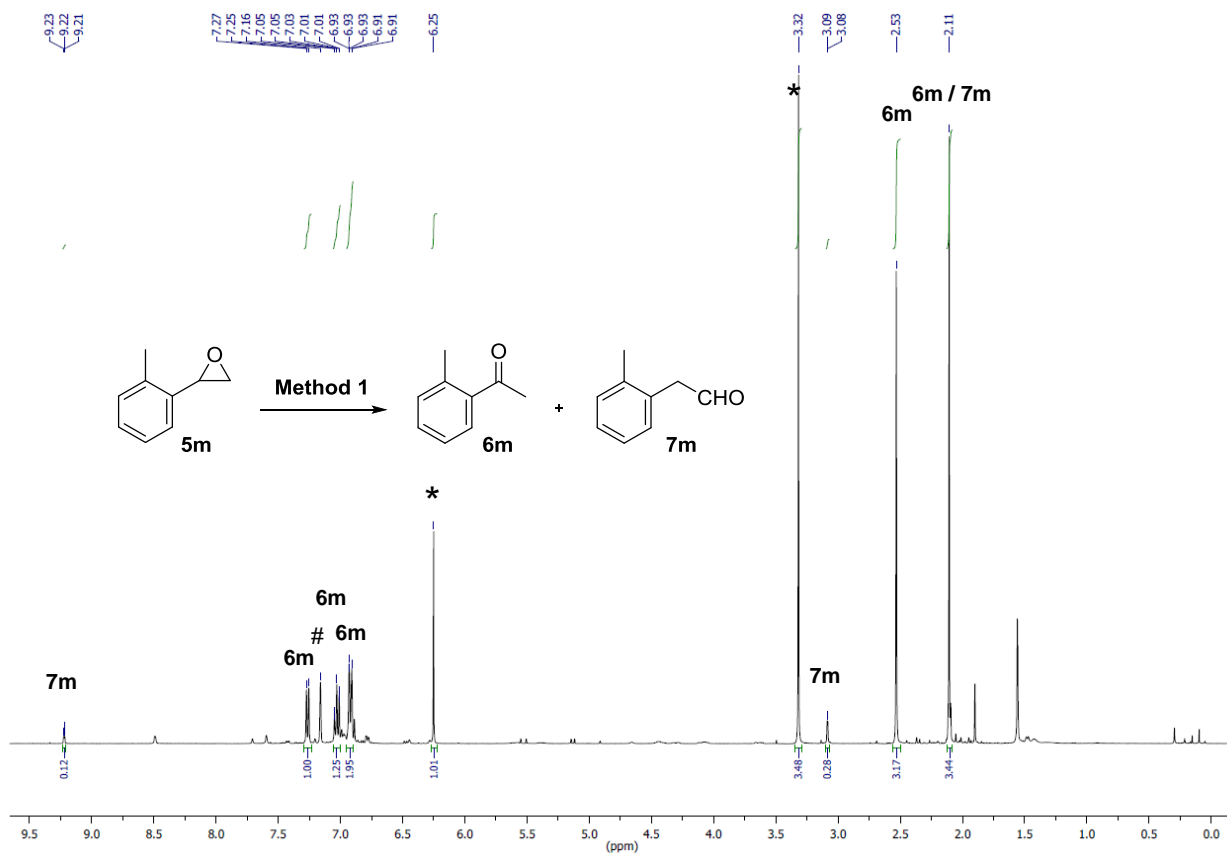 9.23
9.22
9.21
7.27
7.25
7.16
7.05
7.05
7.03
7.01
7.01
6.93
6.93
6.93
6.91
6.91
6.25
3.32
3.09
3.08
2.53
2.11
*
6m
6m / 7m
O
Method 1
O
+
CHO
5m
6m
7m
*
7m
6m
#
6m
6m
7m
0.12
1.00
1.25
1.95
1.01
3.48
0.28
3.17
3.44
9.5 9.0 8.5 8.0 7.5 7.0 6.5 6.0 5.5 5.0 4.5 4.0 3.5 3.0 2.5 2.0 1.5 1.0 0.5 0.0
(ppm)